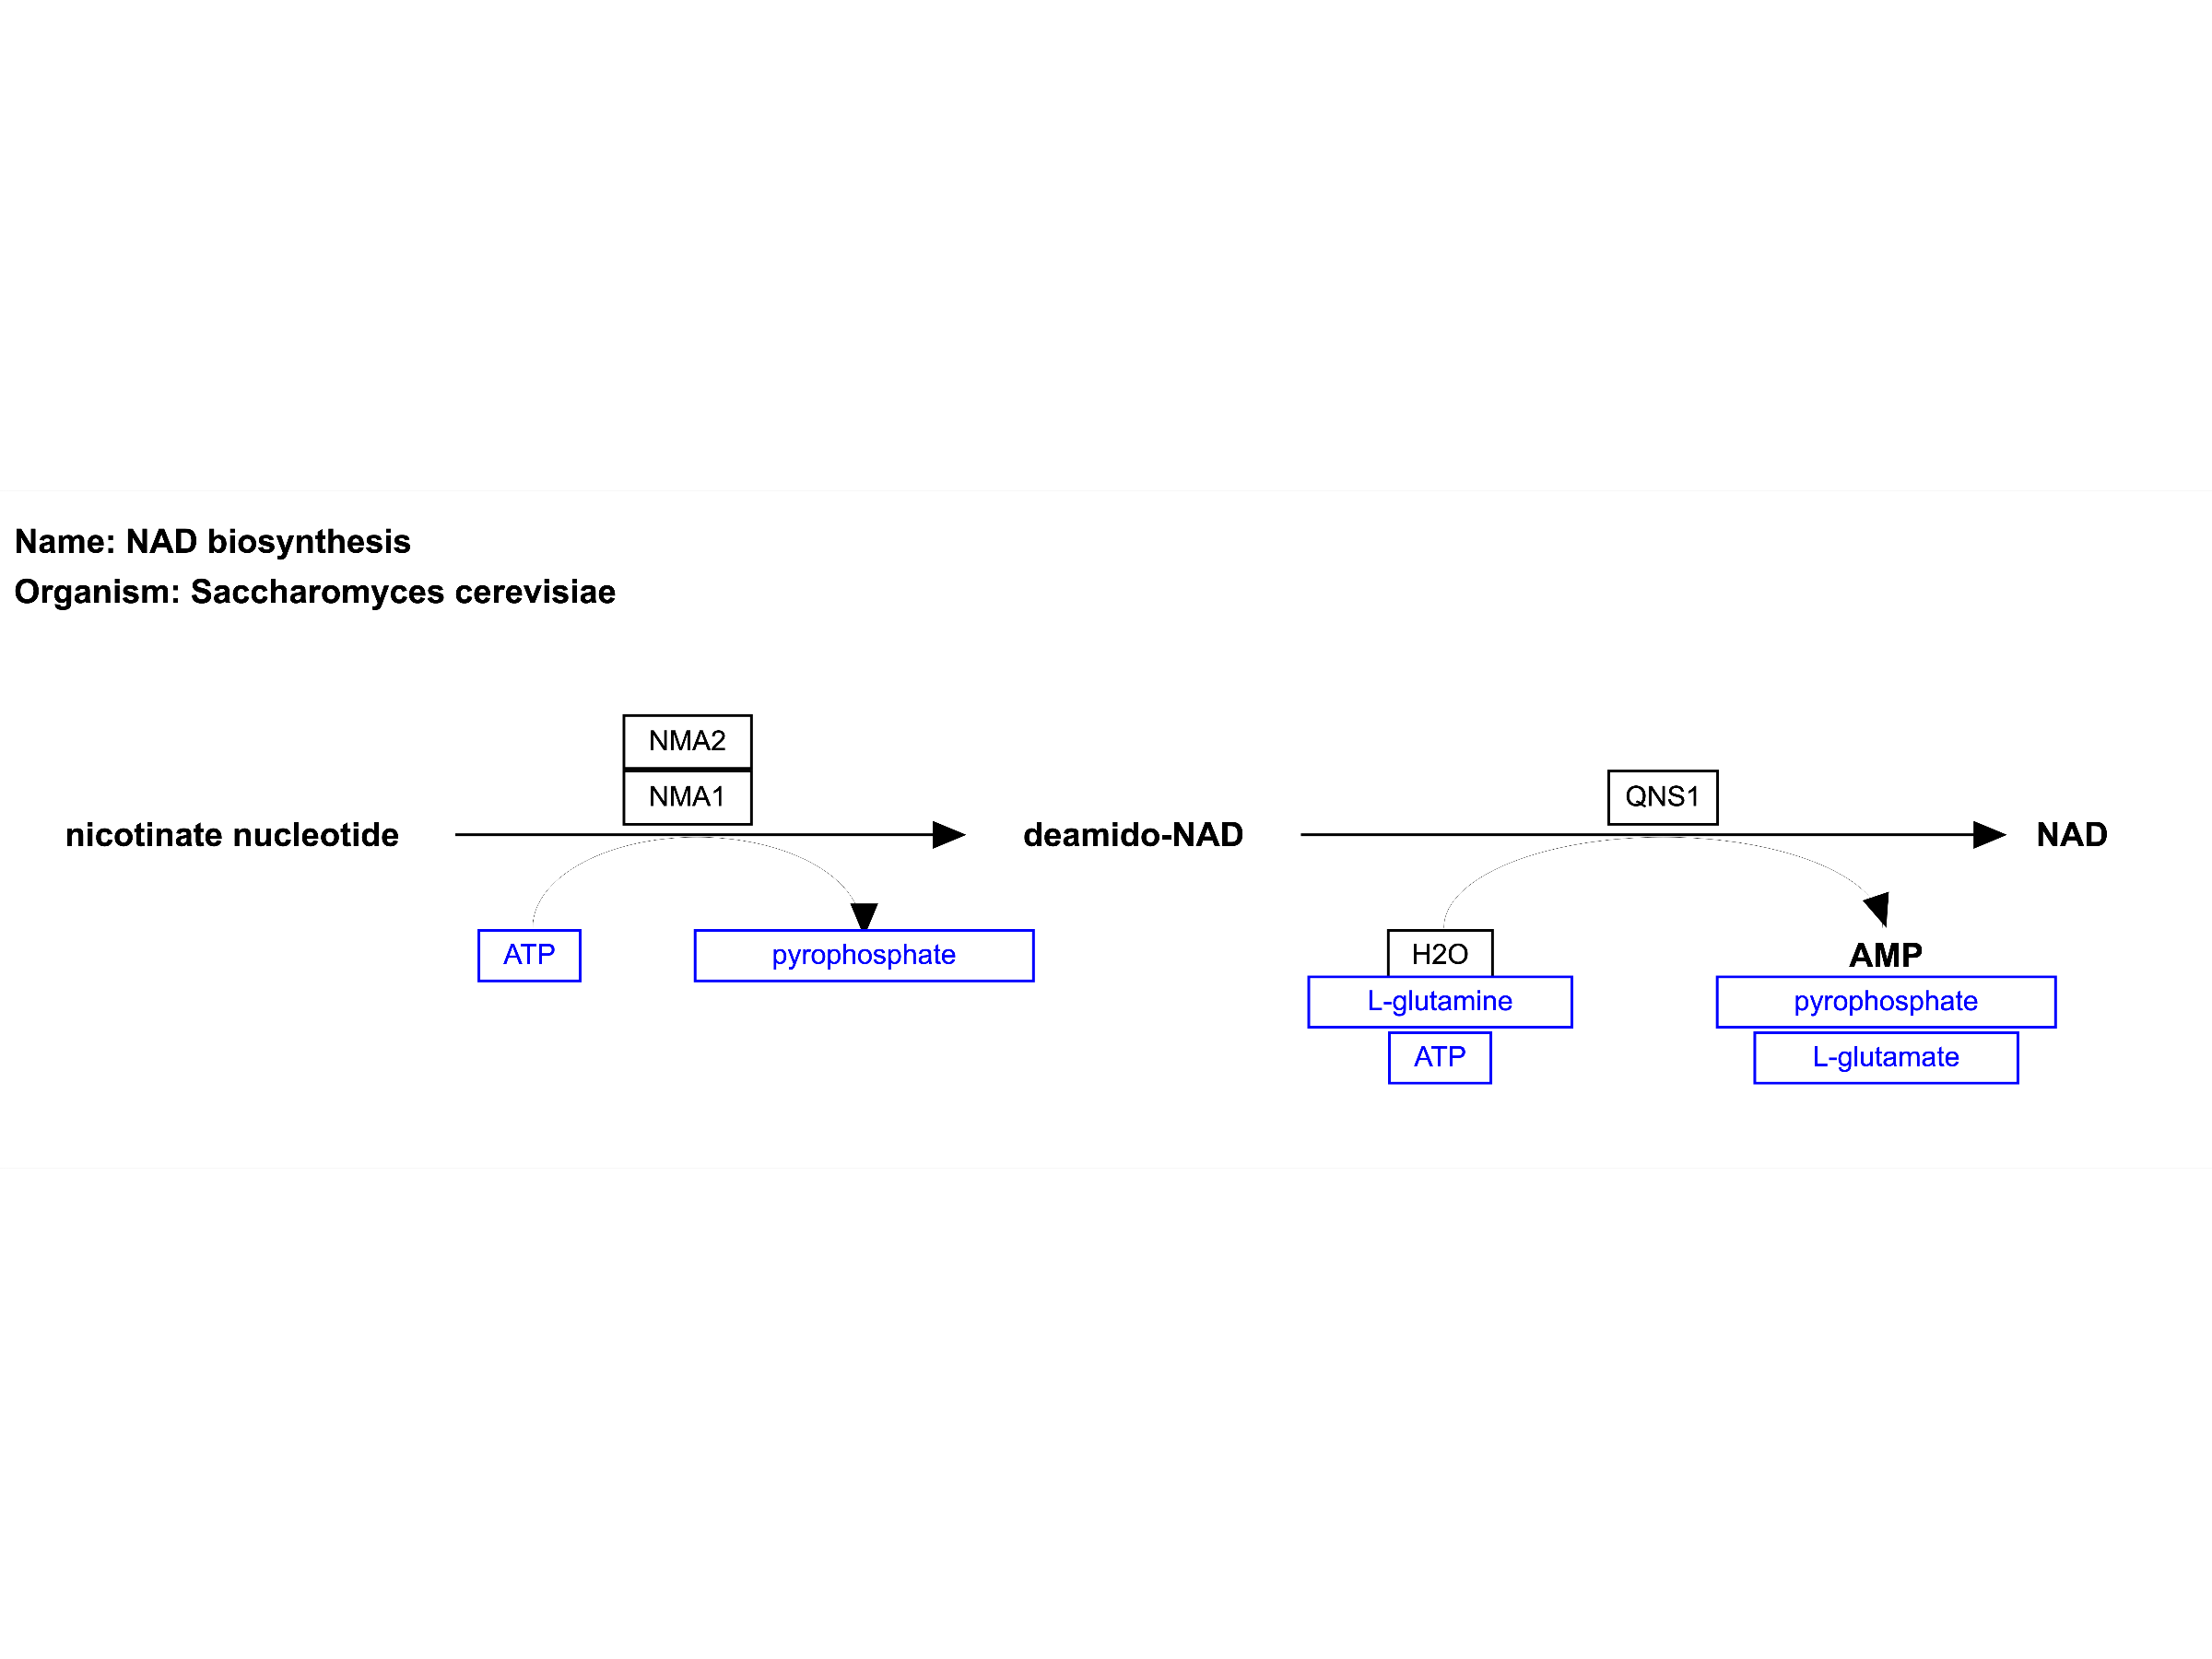 Name: NAD biosynthesis
Organism: Saccharomyces cerevisiae
NMA2
NMA1
QNS1
nicotinate nucleotide
deamido-NAD
NAD
ATP
pyrophosphate
H2O
AMP
L-glutamine
pyrophosphate
ATP
L-glutamate